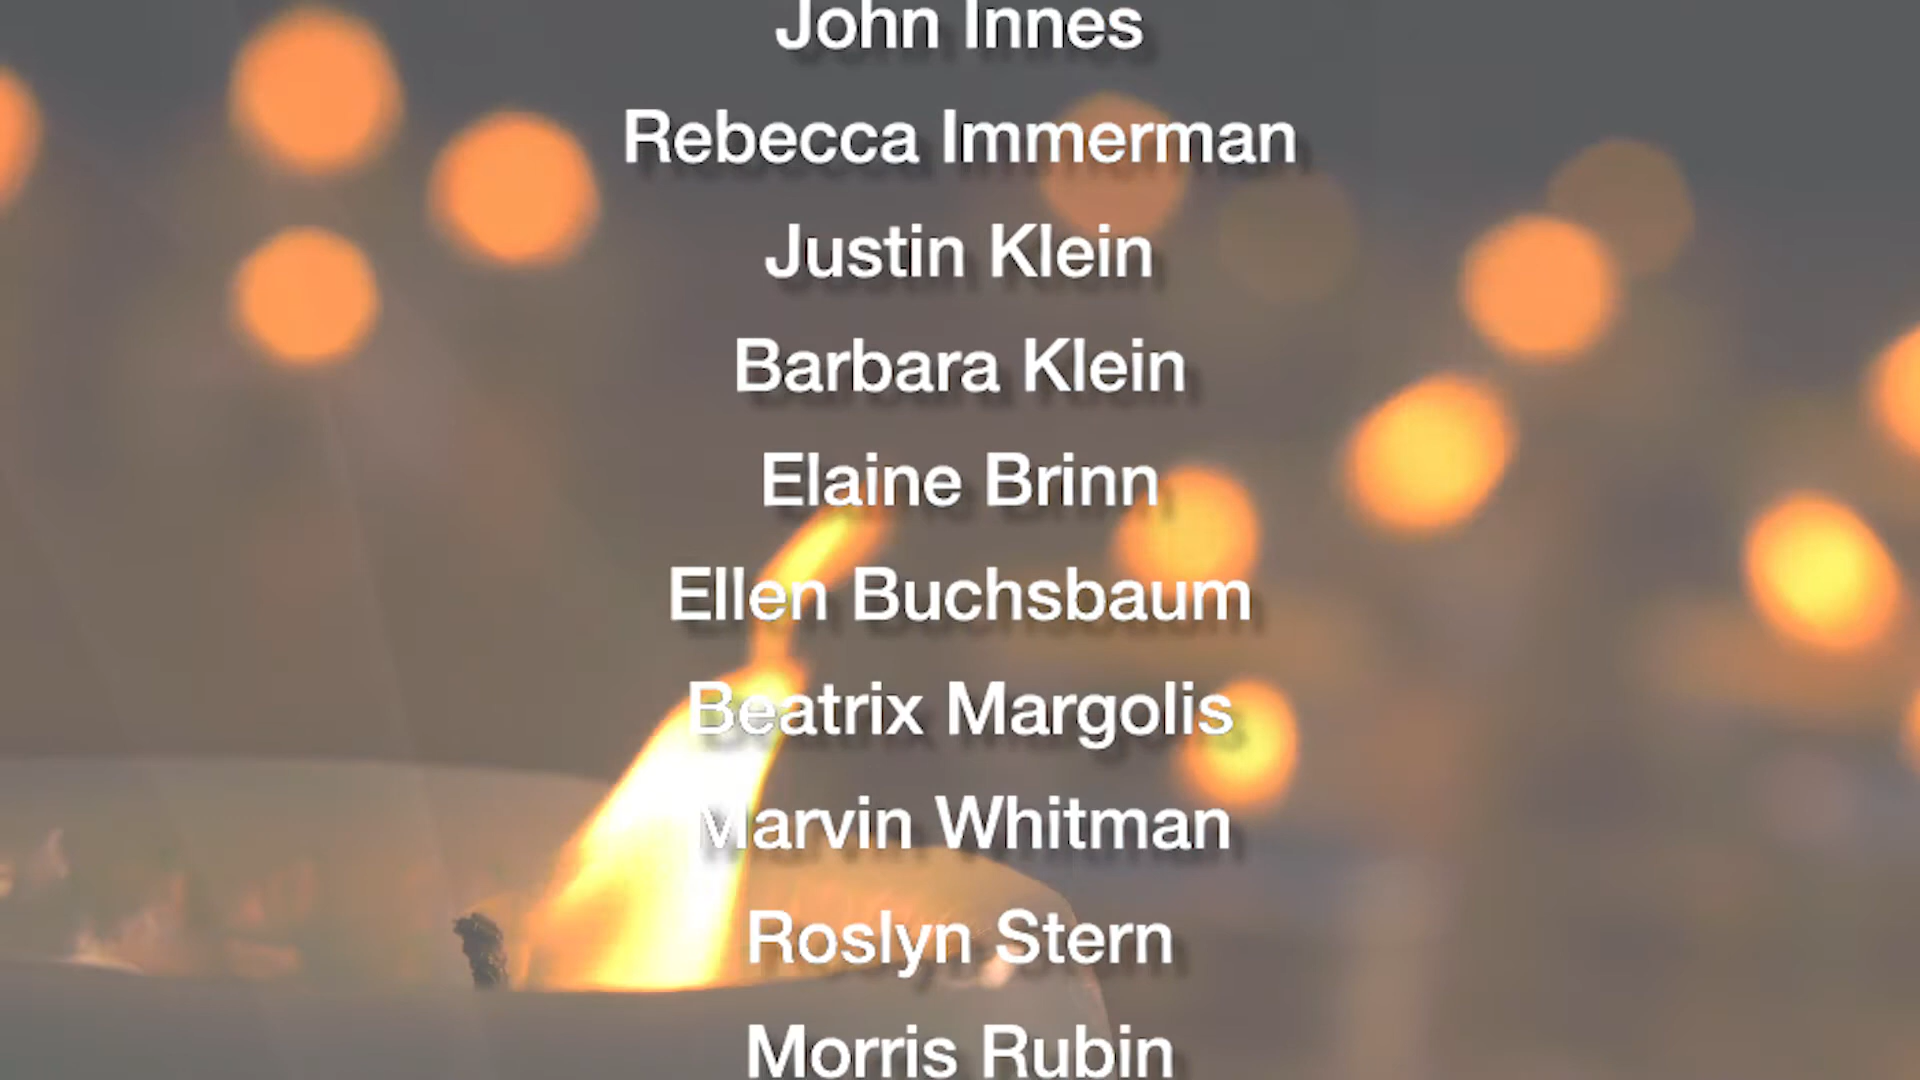 John Innes
Rebecca Immerman
Justin Klein
Barbara Klein
Elaine Brinn
Ellen Buchsbaum
Beatrix Margolis
Marvin Whitman
Roslyn Stern
Morris Rubin